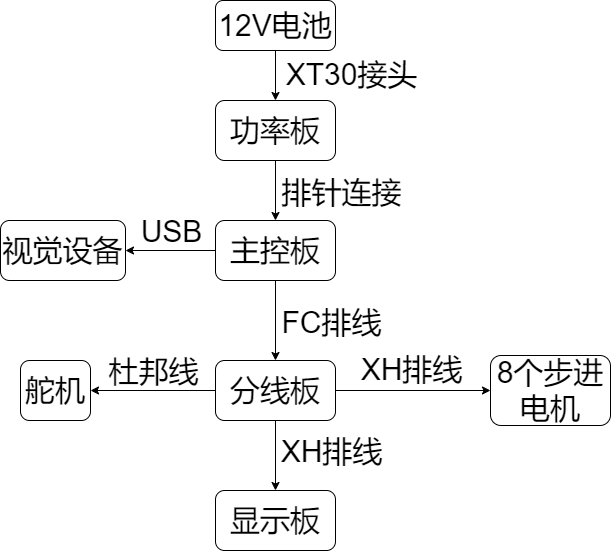 12V电池
XT30接头
功率板
排针连接
USB
视觉设备
主控板
FC排线
杜邦线
XH排线
舵机
分线板
8个步进
电机
XH排线
显示板